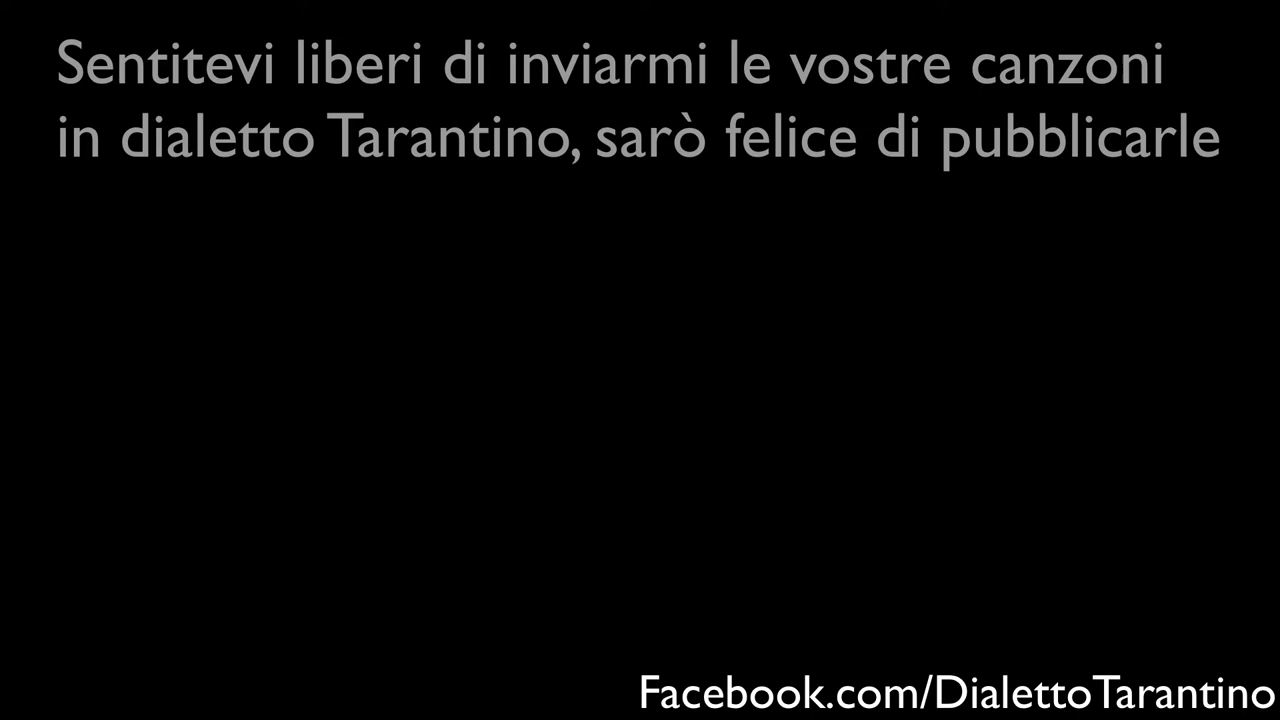 Sentitevi liberi di inviarmi le vostre canzoni
in dialetto Tarantino, sarò felice di pubblicarle
Facebook.com/DialettoTarantino